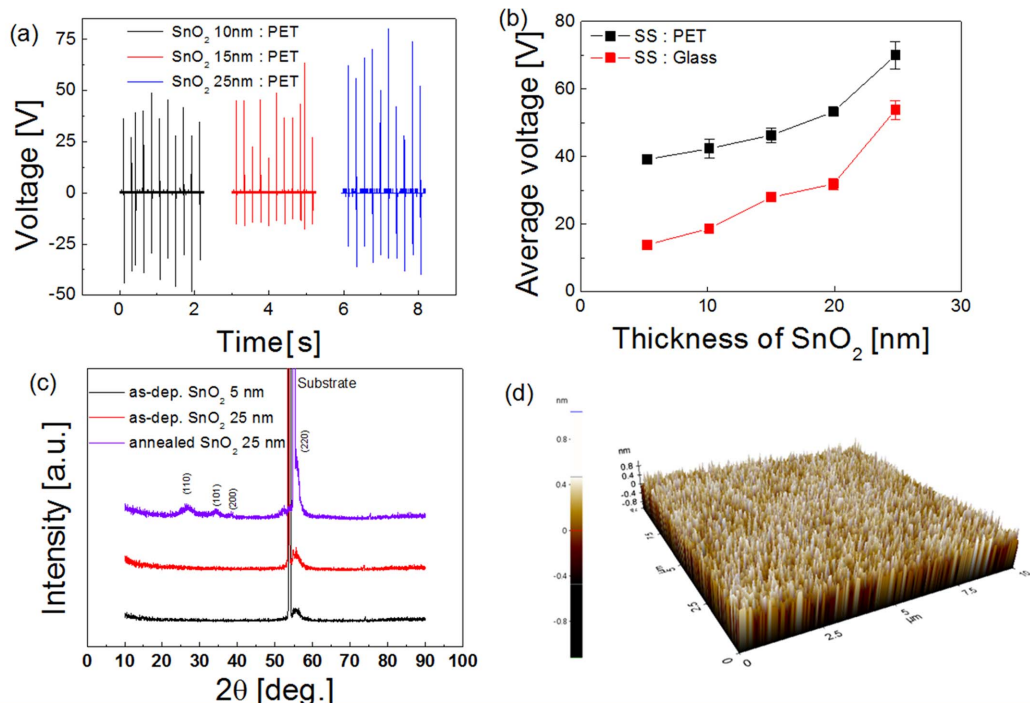 (a)
SnO2 10nm : PET
SnO2 15nm : PET
SnO2 25nm : PET
Voltage [V]
75
50
25
0
-25
-50
0 2 4 6 8
Time[s]
(b)
SS : PET
SS : Glass
Average voltage [V]
80
60
40
20
0
0 10 20 30
Thickness of SnO2 [nm]
(c)
as-dep. SnO2 5 nm
as-dep. SnO2 25 nm
annealed SnO2 25 nm
Substrate
(220)
(110)
(101)
(200)
Intensity [a.u.]
0 10 20 30 40 50 60 70 80 90 100
2θ [deg.]
(d)
nm
0.8
0.4
0
-0.4
-0.8
nm
0.8
0.4
0
-0.4
-0.8
5
2.5
0
0
2.5
5
μm
7.5
10